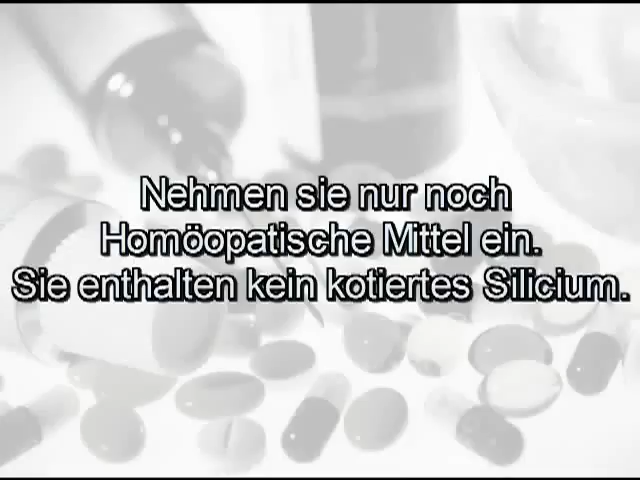 Nehmen sie nur noch
Homöopatische Mittel ein.
Sie enthalten kein kotiertes Silicium.